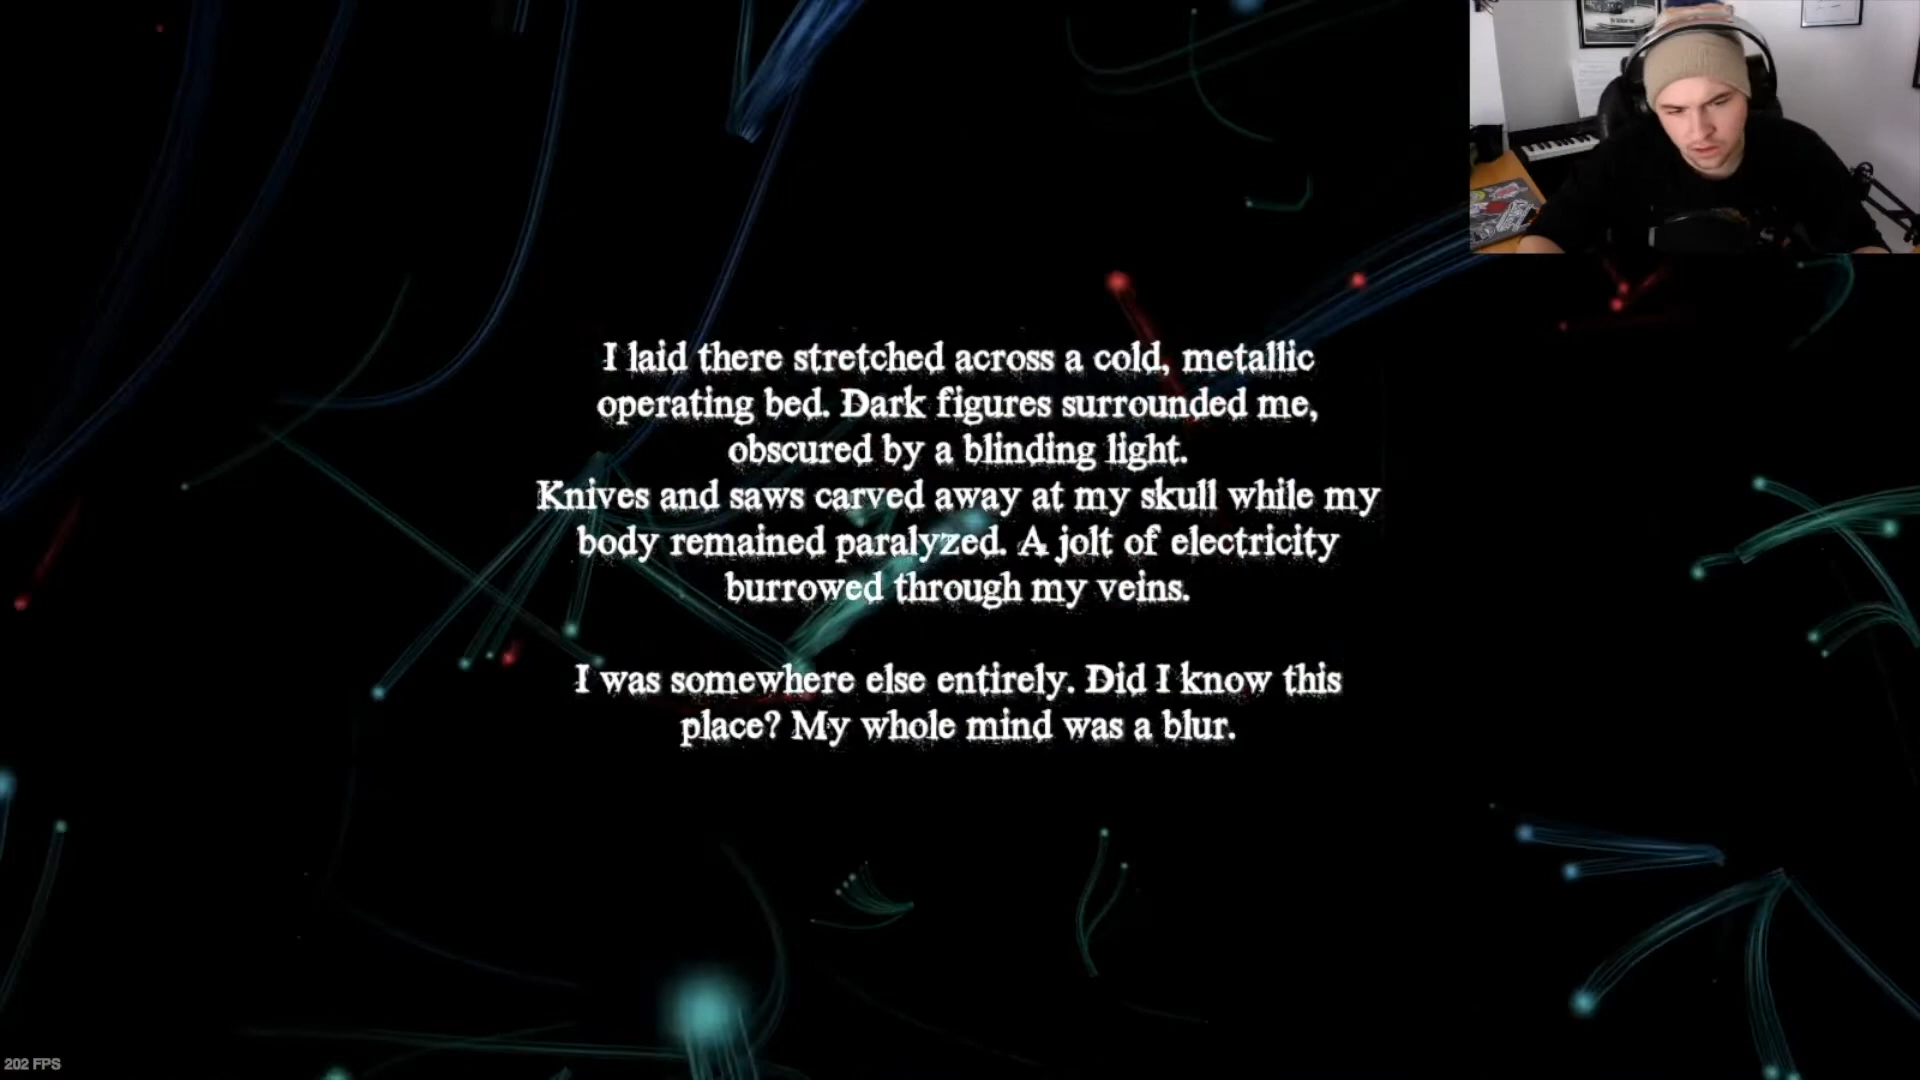 I laid there stretched across a cold, metallic
operating bed. Dark figures surrounded me,
obscured by a blinding light.
Knives and saws carved away at my skull while my
body remained paralyzed. A jolt of electricity
burrowed through my veins.
I was somewhere else entirely. Did I know this
place? My whole mind was a blur.
202 FPS